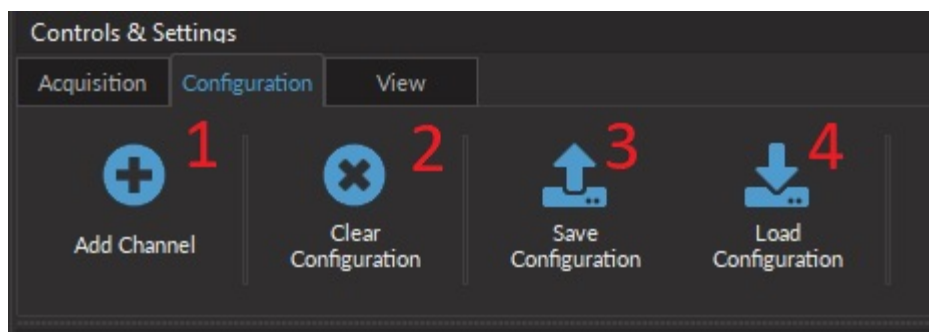 Controls & Settings
Acquisition Configuration View
1 2 3 4
Add Channel
Clear
Configuration
Save
Configuration
Load
Configuration